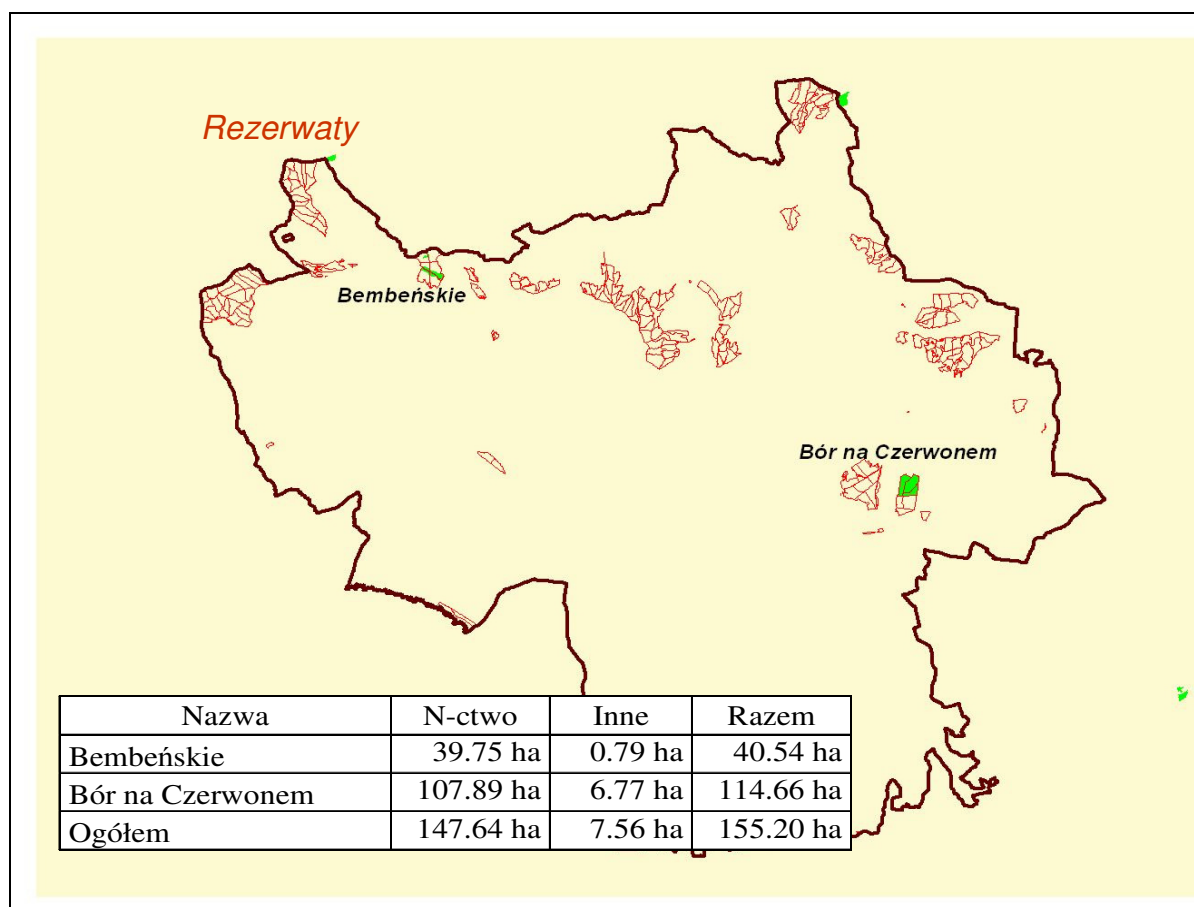 Rezerwaty
Bembeńskie
Bór na Czerwonem
Nazwa N-ctwo Inne Razem
Bembeńskie 39.75 ha 0.79 ha 40.54 ha
Bór na Czerwonem 107.89 ha 6.77 ha 114.66 ha
Ogółem 147.64 ha 7.56 ha 155.20 ha